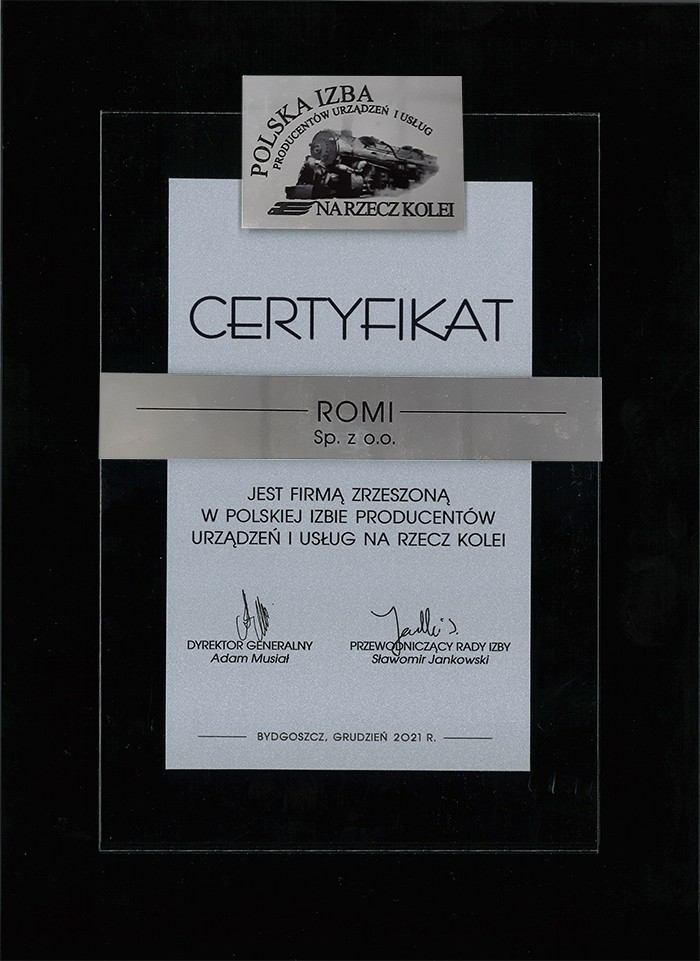 POLSKA IZBA
PRODUCENTÓW URZĄDZEŃ I USŁUG
NA RZECZ KOLEI
CERTYFIKAT
ROMI
Sp. z o.o.
JEST FIRMĄ ZRZESZONĄ
W POLSKIEJ IZBIE PRODUCENTÓW
URZĄDZEŃ I USŁUG NA RZECZ KOLEI
DYREKTOR GENERALNY
Adam Musiał
PRZEWODNICZĄCY RADY IZBY
Sławomir Jankowski
BYDGOSZCZ, GRUDZIEŃ 2021 R.